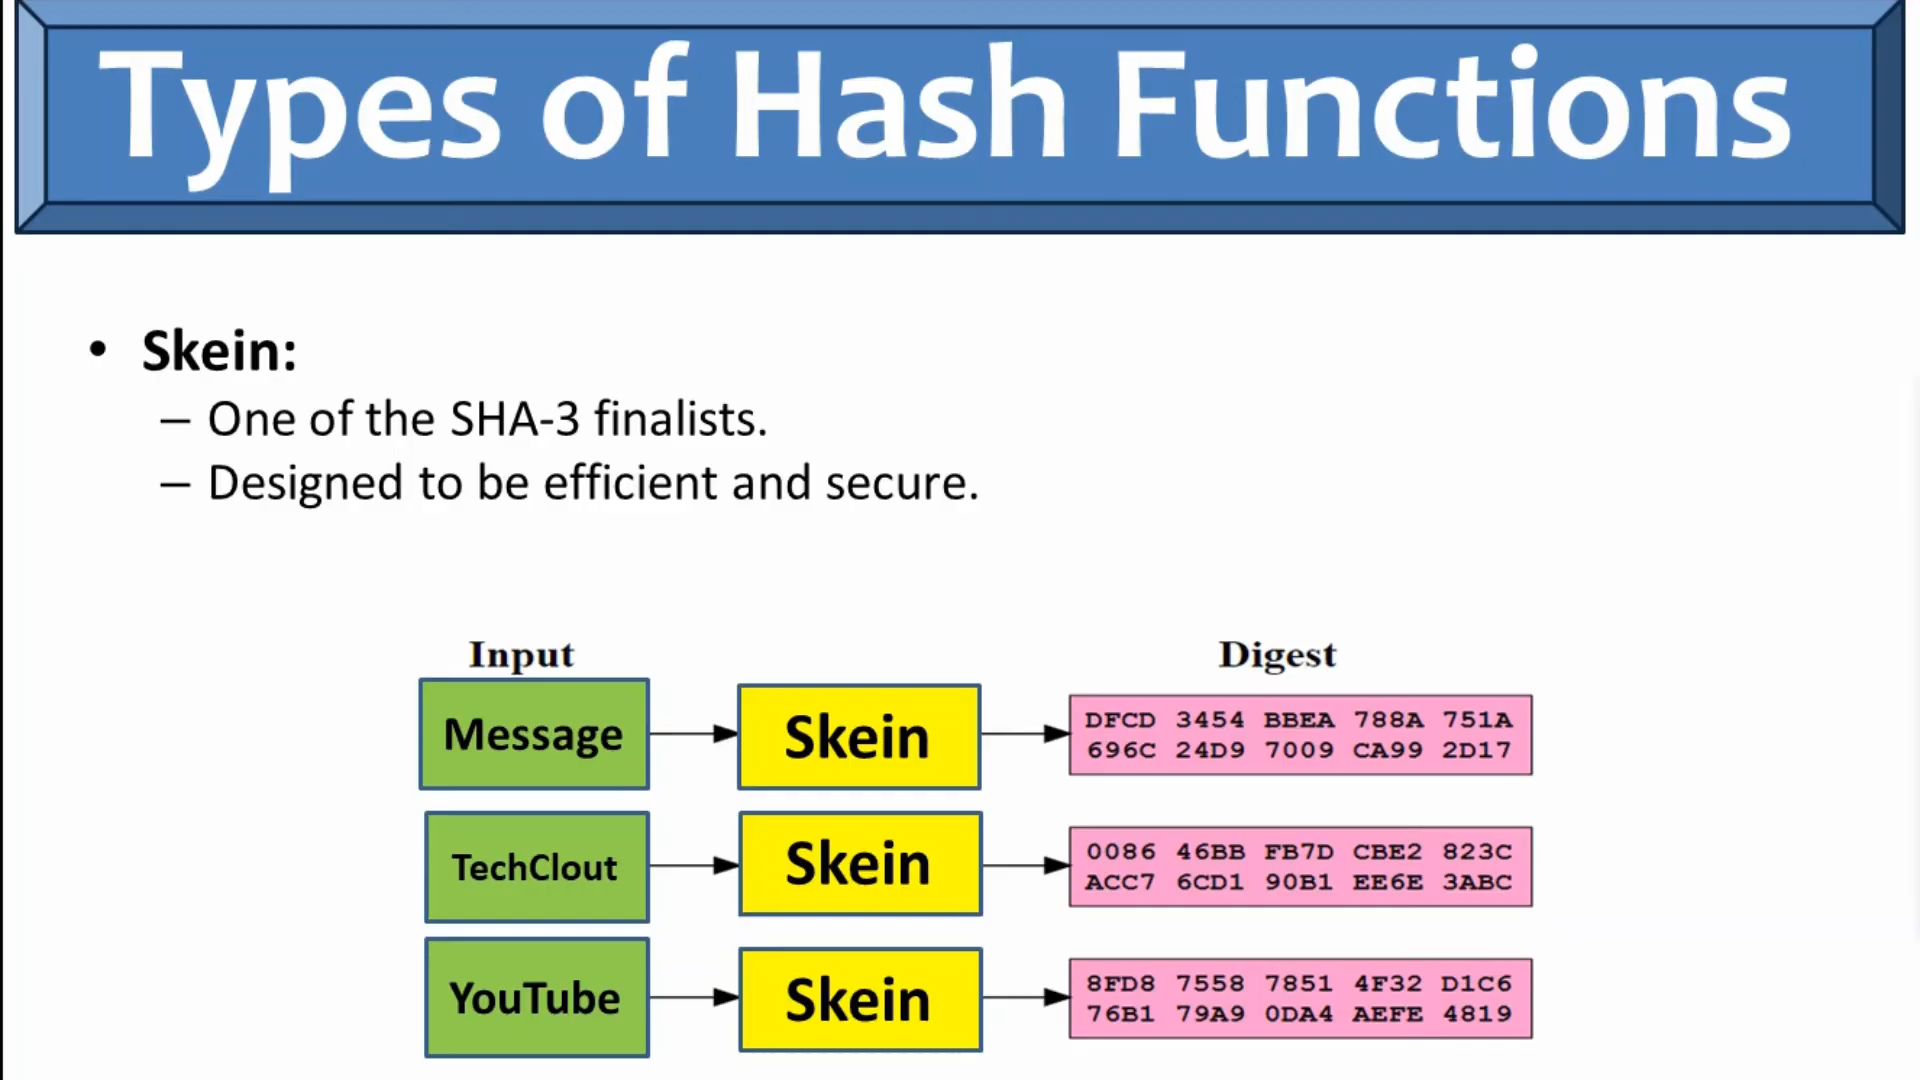 Types of Hash Functions
• Skein:
– One of the SHA-3 finalists.
– Designed to be efficient and secure.
Input Digest
Message Skein DFCD 3454 BBEA 788A 751A
696C 24D9 7009 CA99 2D17
TechClout Skein 0086 46BB FB7D CBE2 823C
ACC7 6CD1 90B1 EE6E 3ABC
YouTube Skein 8FD8 7558 7851 4F32 D1C6
76B1 79A9 0DA4 AEFE 4819